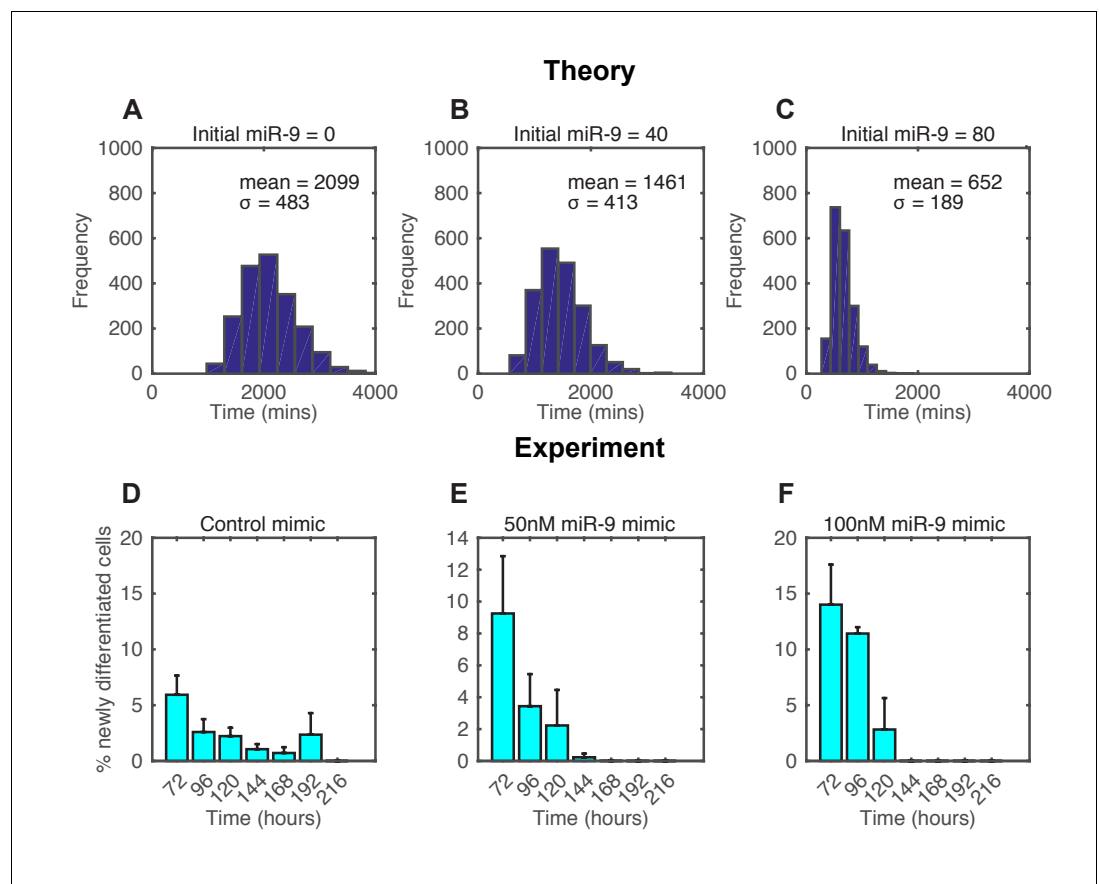 Theory
A
B
C
Initial miR-9 = 0
Initial miR-9 = 40
Initial miR-9 = 80
1000
800
600
400
200
0
Frequency
mean = 2099
σ = 483
0
2000
4000
Time (mins)
1000
800
600
400
200
0
Frequency
mean = 1461
σ = 413
0
2000
4000
Time (mins)
1000
800
600
400
200
0
Frequency
mean = 652
σ = 189
0
2000
4000
Time (mins)
Experiment
D
E
F
Control mimic
50nM miR-9 mimic
100nM miR-9 mimic
20
15
10
5
0
% newly differentiated cells
72
96
120
144
168
192
216
Time (hours)
14
12
10
8
6
4
2
0
72
96
120
144
168
192
216
Time (hours)
20
15
10
5
0
72
96
120
144
168
192
216
Time (hours)